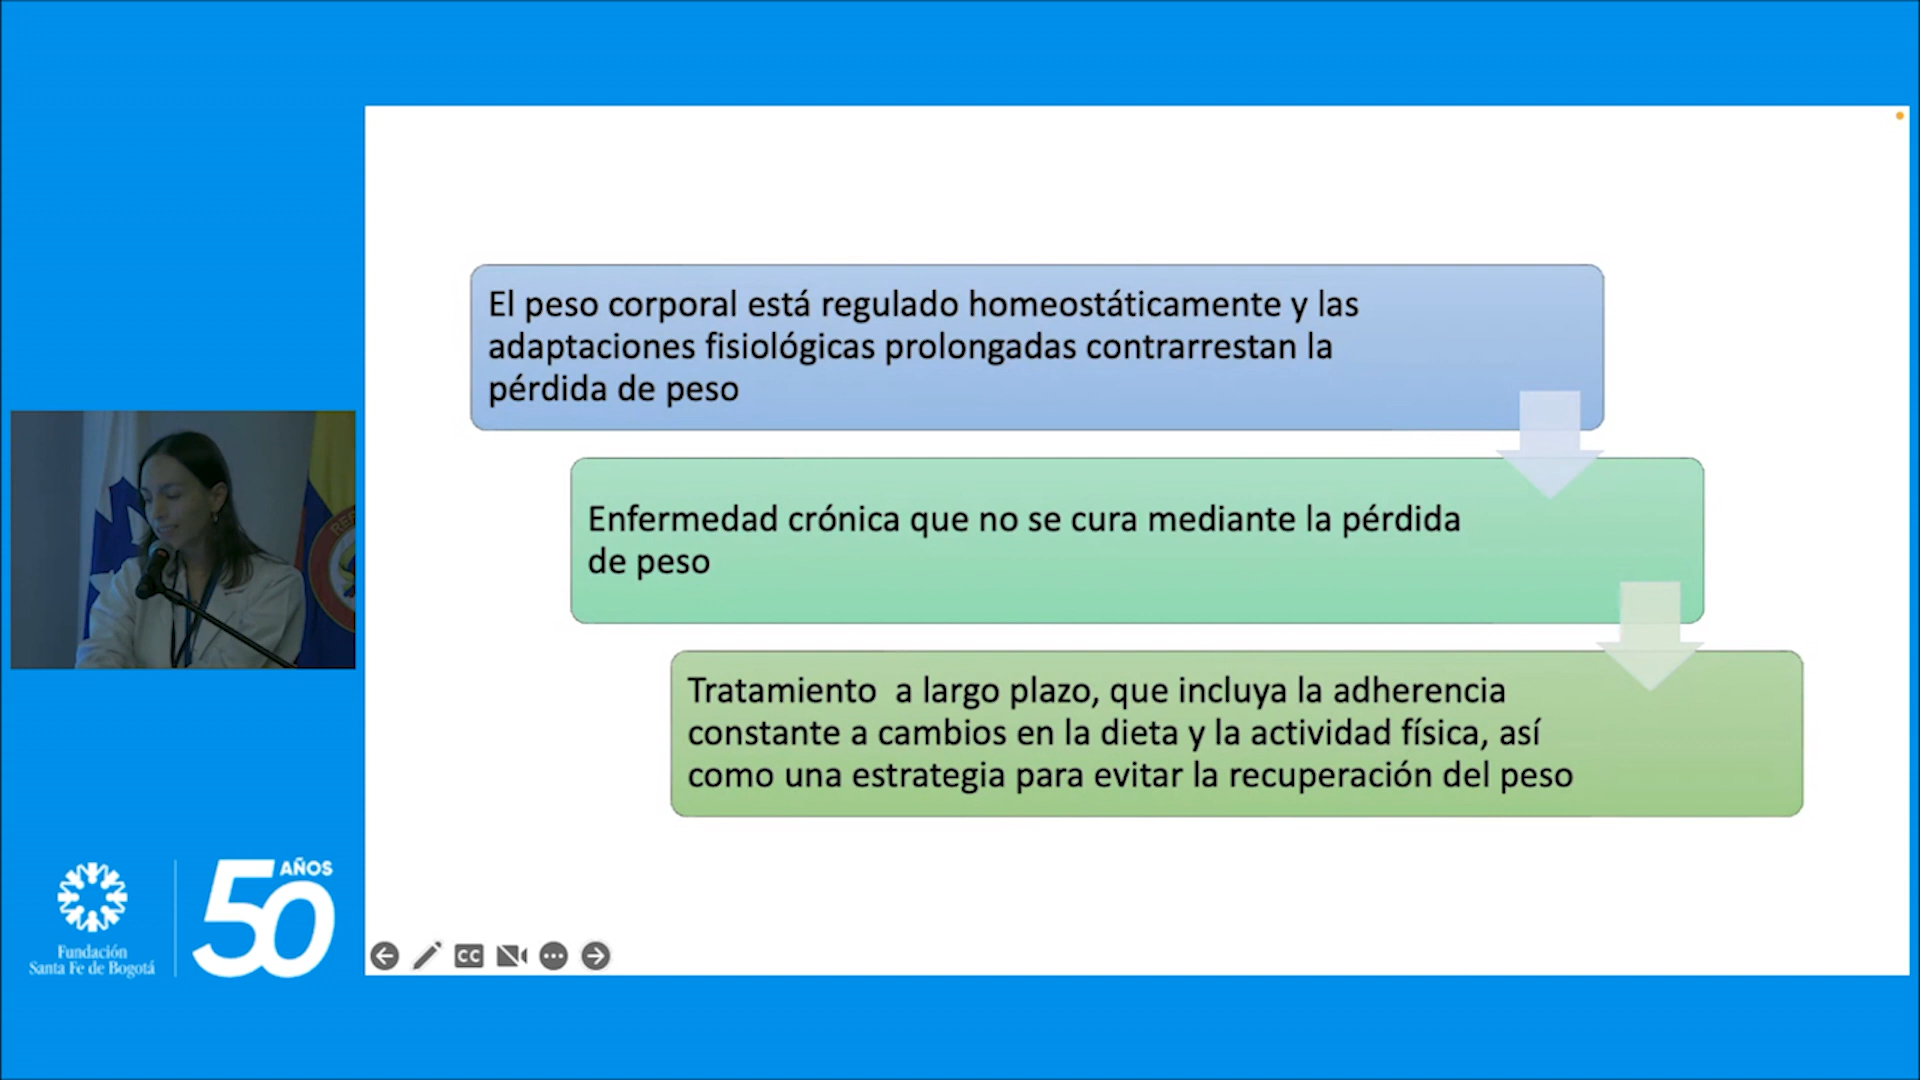 El peso corporal está regulado homeostáticamente y las
adaptaciones fisiológicas prolongadas contrarrestan la
pérdida de peso
Enfermedad crónica que no se cura mediante la pérdida
de peso
Tratamiento  a largo plazo, que incluya la adherencia
constante a cambios en la dieta y la actividad física, así
como una estrategia para evitar la recuperación del peso
REP
Fundación
Santa Fe de Bogotá
50 AÑOS
CC